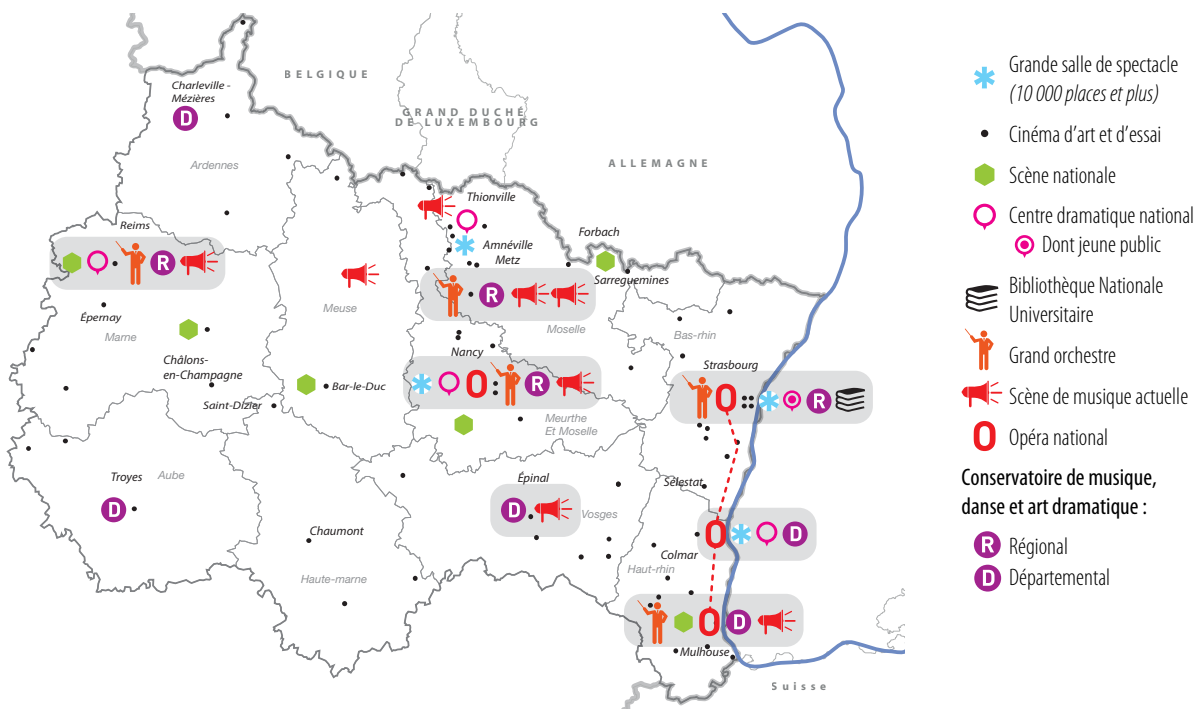 BELGIQUE
GRAND DUCHÉ
DE LUXEMBOURG
ALLEMAGNE
Charleville -
Mézières
D
Ardennes
Thionville
Reims
R
Amnéville
Metz
R
Forbach
Sarreguemines
Meuse
Moselle
Épernay
Marne
Châlons-
en-Champagne
Saint-Dizier
Bar-le-Duc
Nancy
R
Meurthe
Et Moselle
Bas-rhin
Strasbourg
R
Troyes
Aube
D
Épinal
D
Vosges
Sélestat
Chaumont
Haute-marne
Colmar
D
Haut-rhin
D
Mulhouse
Suisse
Grande salle de spectacle
(10 000 places et plus)
Cinéma d'art et d'essai
Scène nationale
Centre dramatique national
Dont jeune public
Bibliothèque Nationale
Universitaire
Grand orchestre
Scène de musique actuelle
Opéra national
Conservatoire de musique,
danse et art dramatique :
R Régional
D Départemental